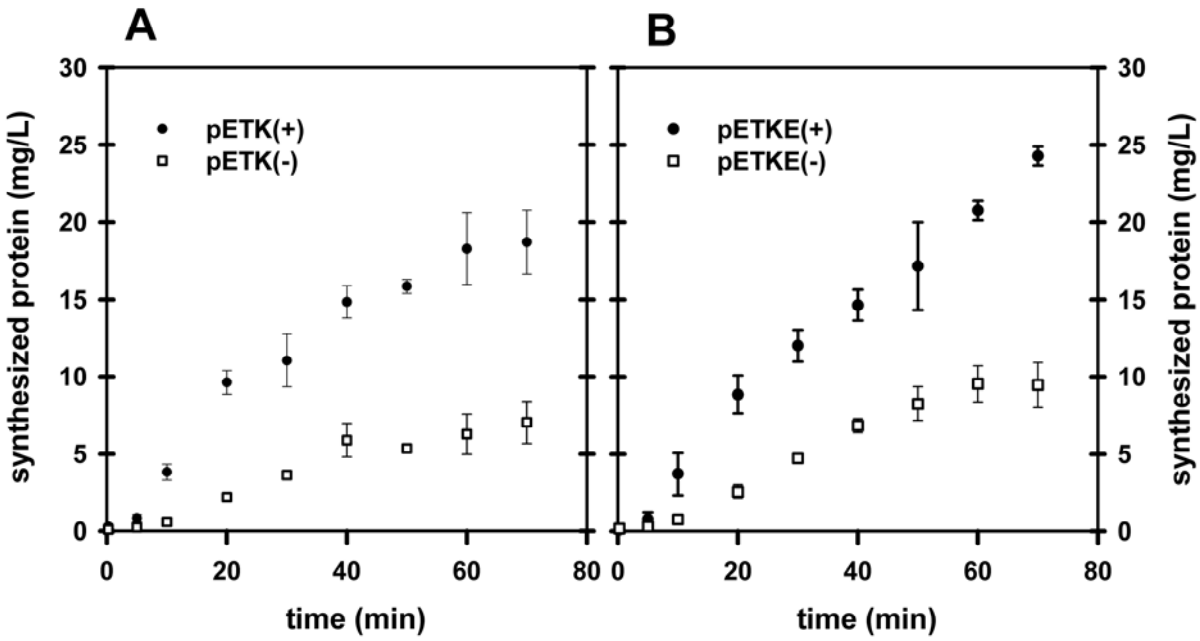 A
B
30
25
20
15
10
5
0
synthesized protein (mg/L)
pETK(+)
pETK(-)
0
20
40
60
80
time (min)
pETKE(+)
pETKE(-)
0
20
40
60
80
time (min)
30
25
20
15
10
5
0
synthesized protein (mg/L)